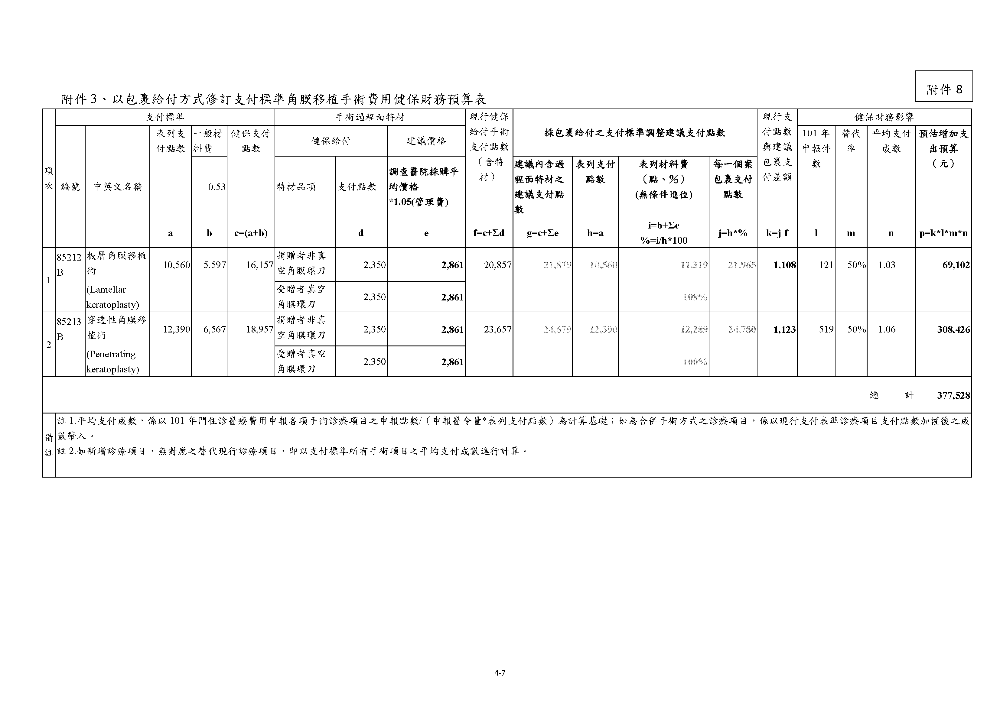 附件 8
附件 3、以包裹給付方式修訂支付標準角膜移植手術費用健保財務預算表
項次
支付標準
手術過程面特材
現行健保
給付手術
支付點數
（含特
材）
採包裹給付之支付標準調整建議支付點數
現行支
付點數
與建議
包裹支
付差額
健保財務影響
編號
中英文名稱
表列支
付點數
一般材
料費
健保支付
點數
健保給付
建議價格
101 年
申報件
數
替代
率
平均支付
成數
預估增加支
出預算
（元）
0.53
特材品項
支付點數
調查醫院採購平
均價格
*1.05(管理費)
建議內含過
程面特材之
建議支付點
數
表列支付
點數
表列材料費
（點、%）
(無條件進位)
每一個案
包裹支付
點數
a b c=(a+b) d e f=c+Σd g=c+Σe h=a
i=b+Σe
%=i/h*100
j=h*% k=j-f l m n p=k*l*m*n
1
85212
B
板層角膜移植
術
(Lamellar
keratoplasty)
10,560 5,597 16,157
捐贈者非真
空角膜環刀
2,350 2,861 20,857 21,879 10,560 11,319 21,965 1,108 121 50% 1.03 69,102
受贈者真空
角膜環刀
2,350 2,861 108%
2
85213
B
穿透性角膜移
植術
(Penetrating
keratoplasty)
12,390 6,567 18,957
捐贈者非真
空角膜環刀
2,350 2,861 23,657 24,679 12,390 12,289 24,780 1,123 519 50% 1.06 308,426
受贈者真空
角膜環刀
2,350 2,861 100%
總 計 377,528
備註
註 1.平均支付成數，係以 101 年門住診醫療費用申報各項手術診療項目之申報點數/（申報醫令量*表列支付點數）為計算基礎；如為合併手術方式之診療項目，係以現行支付表準診療項目支付點數加權後之成
數帶入。
註 2.如新增診療項目，無對應之替代現行診療項目，即以支付標準所有手術項目之平均支付成數進行計算。
4-7